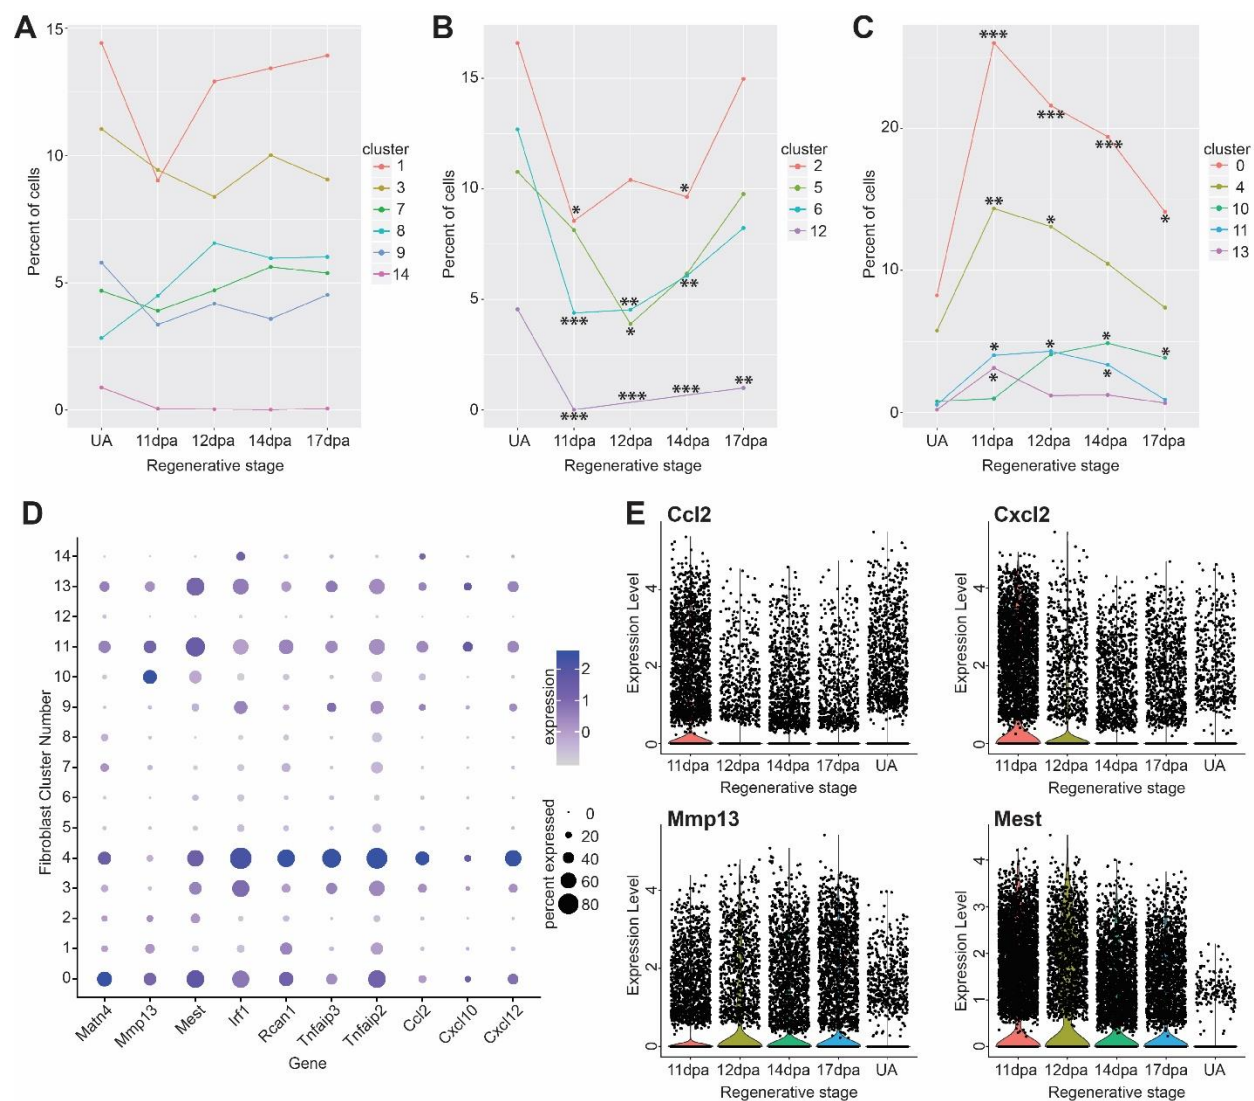 A
15
10
5
0
Percent of cells
UA 11dpa 12dpa 14dpa 17dpa
Regenerative stage
cluster
1
3
7
8
9
14
B
15
10
5
0
Percent of cells
*
*
***
**
*
**
***
***
***
**
UA 11dpa 12dpa 14dpa 17dpa
Regenerative stage
cluster
2
5
6
12
C
20
10
0
Percent of cells
***
***
***
*
**
*
*
*
*
*
*
*
UA 11dpa 12dpa 14dpa 17dpa
Regenerative stage
cluster
0
4
10
11
13
D
Fibroblast Cluster Number
14
13
12
11
10
9
8
7
6
5
4
3
2
1
0
Matn4 Mmp13 Mest Irf1 Rcan1 Tnfaip3 Tnfaip2 Ccl2 Cxcl10 Cxcl12
Gene
expression
2
1
0
percent expressed
0
20
40
60
80
E
Ccl2
Expression Level
4
2
0
11dpa 12dpa 14dpa 17dpa UA
Regenerative stage
Cxcl2
Expression Level
4
2
0
11dpa 12dpa 14dpa 17dpa UA
Regenerative stage
Mmp13
Expression Level
4
2
0
11dpa 12dpa 14dpa 17dpa UA
Regenerative stage
Mest
Expression Level
4
3
2
1
0
11dpa 12dpa 14dpa 17dpa UA
Regenerative stage